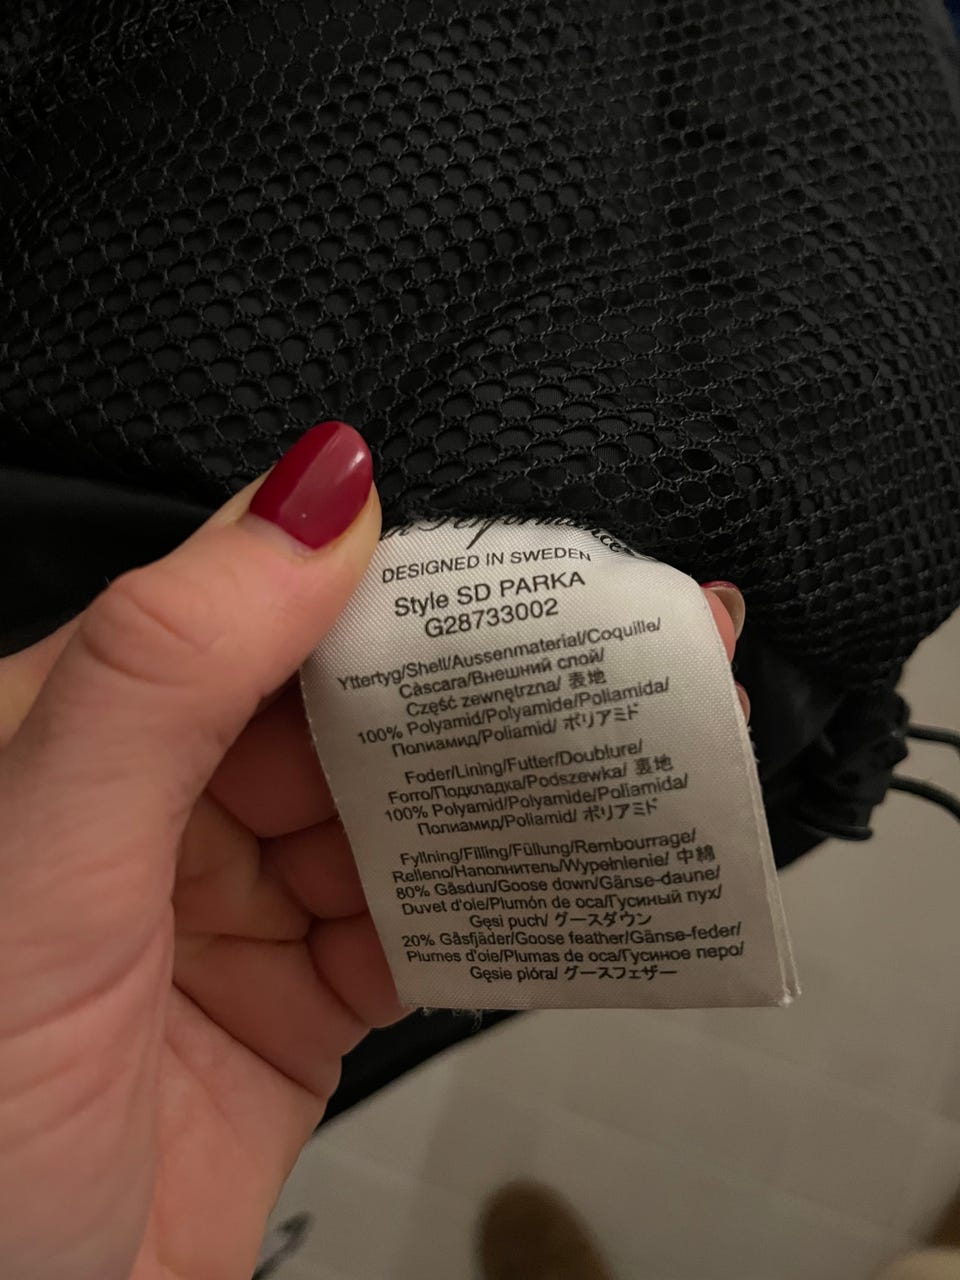 Performance
DESIGNED IN SWEDEN
Style SD PARKA
G28733002
Yttertyg/Shell/Aussenmaterial/Coquille/
Cáscara/Внешний слой/
Część zewnętrzna/ 表地
100% Polyamid/Polyamide/Poliamida/
Полиамид/Poliamid/ ポリアミド
Foder/Lining/Futter/Doublure/
Forro/Подкладка/Podszewka/ 裏地
100% Polyamid/Polyamide/Poliamida/
Полиамид/Poliamid/ ポリアミド
Fyllning/Filling/Füllung/Rembourrage/
Relleno/Наполнитель/Wypełnienie/ 中綿
80% Gåsdun/Goose down/Gänse-daune/
Duvet d'oie/Plumón de oca/Гусиный пух/
Gęsi puch/ グースダウン
20% Gåsfjäder/Goose feather/Gänse-feder/
Plumes d'oie/Plumas de oca/Гусиное перо/
Gęsie pióra/ グースフェザー